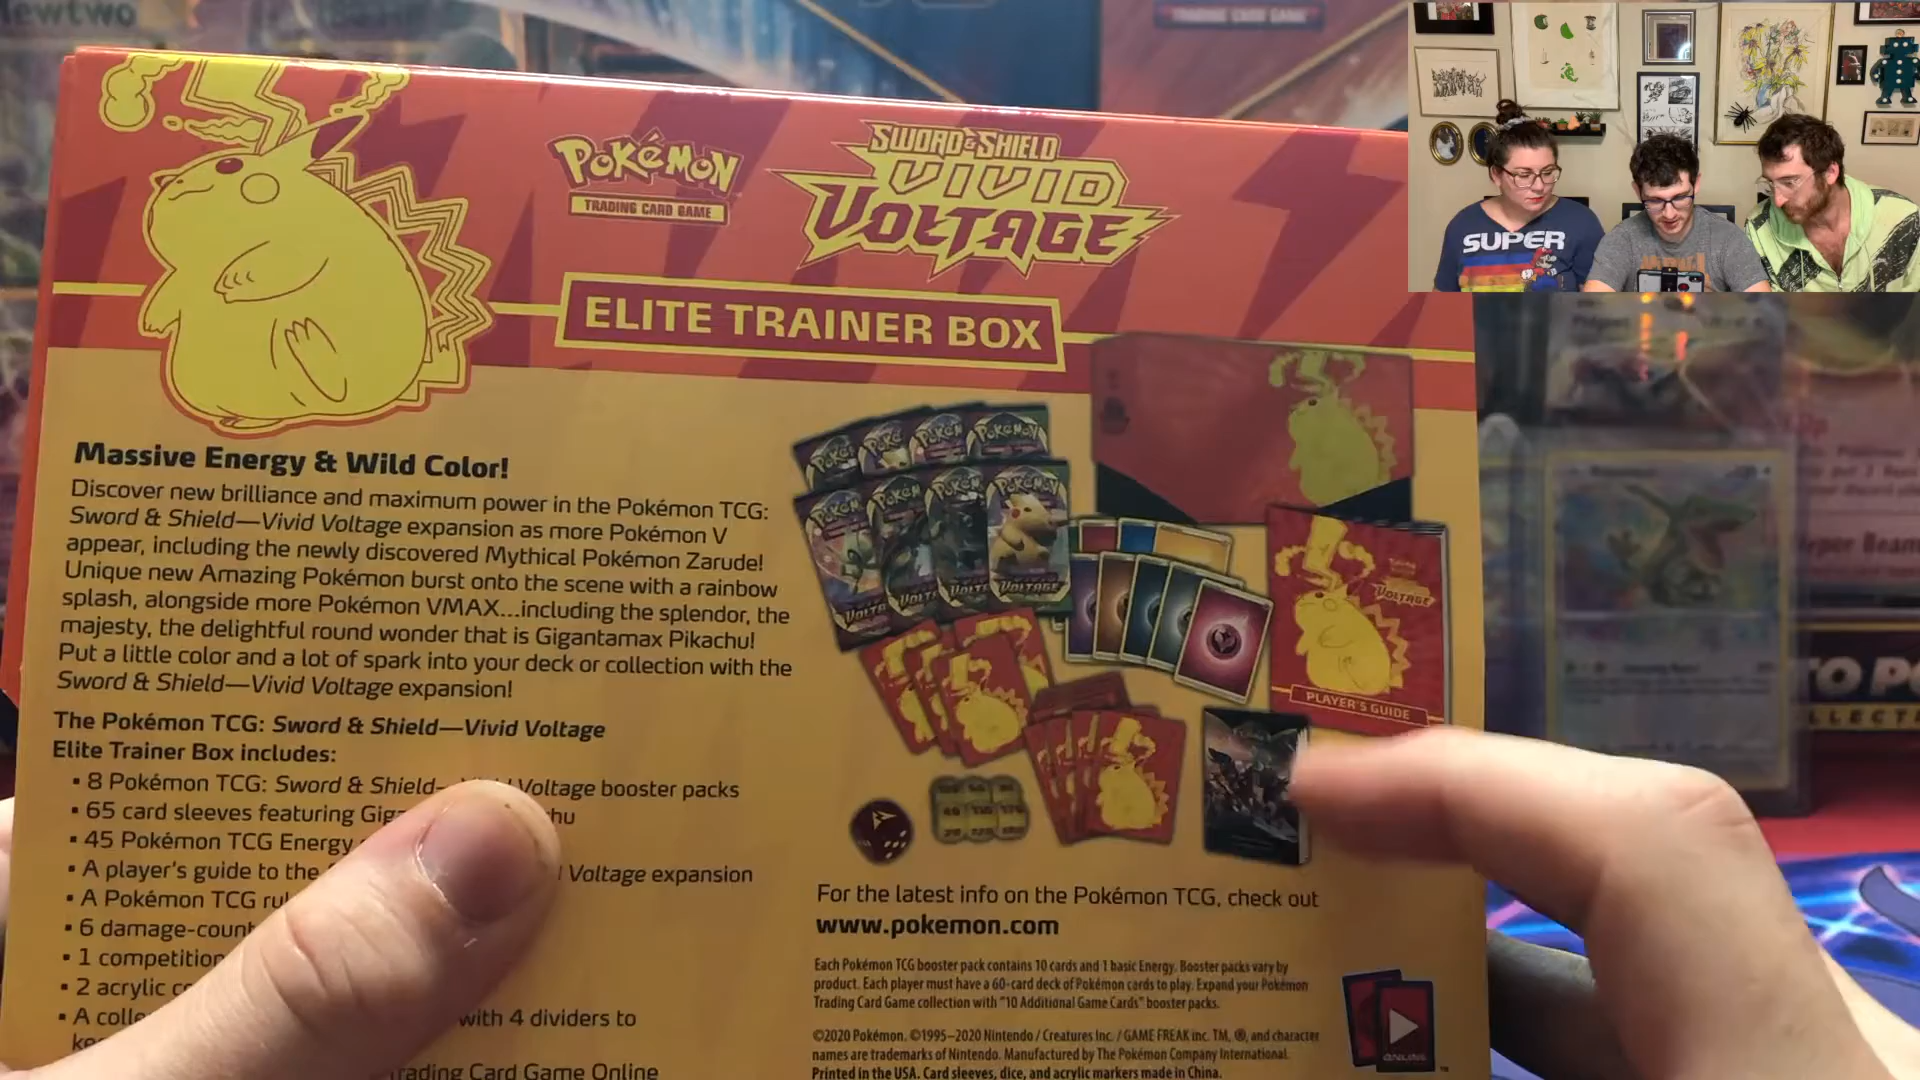 ewtwo
TRADING CARD GAME
Pokémon
TRADING CARD GAME
SWORD & SHIELD
VIVID
VOLTAGE
ELITE TRAINER BOX
SUPER
Massive Energy & Wild Color!
Discover new brilliance and maximum power in the Pokémon TCG:
Sword & Shield—Vivid Voltage expansion as more Pokémon V
appear, including the newly discovered Mythical Pokémon Zarude!
Unique new Amazing Pokémon burst onto the scene with a rainbow
splash, alongside more Pokémon VMAX...including the splendor, the
majesty, the delightful round wonder that is Gigantamax Pikachu!
Put a little color and a lot of spark into your deck or collection with the
Sword & Shield—Vivid Voltage expansion!
The Pokémon TCG: Sword & Shield—Vivid Voltage
Elite Trainer Box includes:
▪ 8 Pokémon TCG: Sword & Shield- Voltage booster packs
▪ 65 card sleeves featuring
▪ 45 Pokémon TCG Energy
▪ A player's guide to the Voltage expansion
▪ A Pokémon TCG
▪ 6
▪ 1 competition
▪ 2 acrylic
▪ A with 4 dividers to
Trading Card Game Online
Pokémon
VOLTAGE
VOLTAGE
PLAYER'S GUIDE
For the latest info on the Pokémon TCG, check out
www.pokemon.com
Each Pokémon TCG booster pack contains 10 cards and 1 basic Energy. Booster packs vary by
product. Each player must have a 60-card deck of Pokémon cards to play. Expand your Pokémon
Trading Card Game collection with "10 Additional Game Cards" booster packs.
©2020 Pokémon. ©1995–2020 Nintendo / Creatures Inc. / GAME FREAK inc. TM, ®, and character
names are trademarks of Nintendo. Manufactured by The Pokémon Company International.
Printed in the USA. Card sleeves, dice, and acrylic markers made in China.
ONLINE
yper Beam